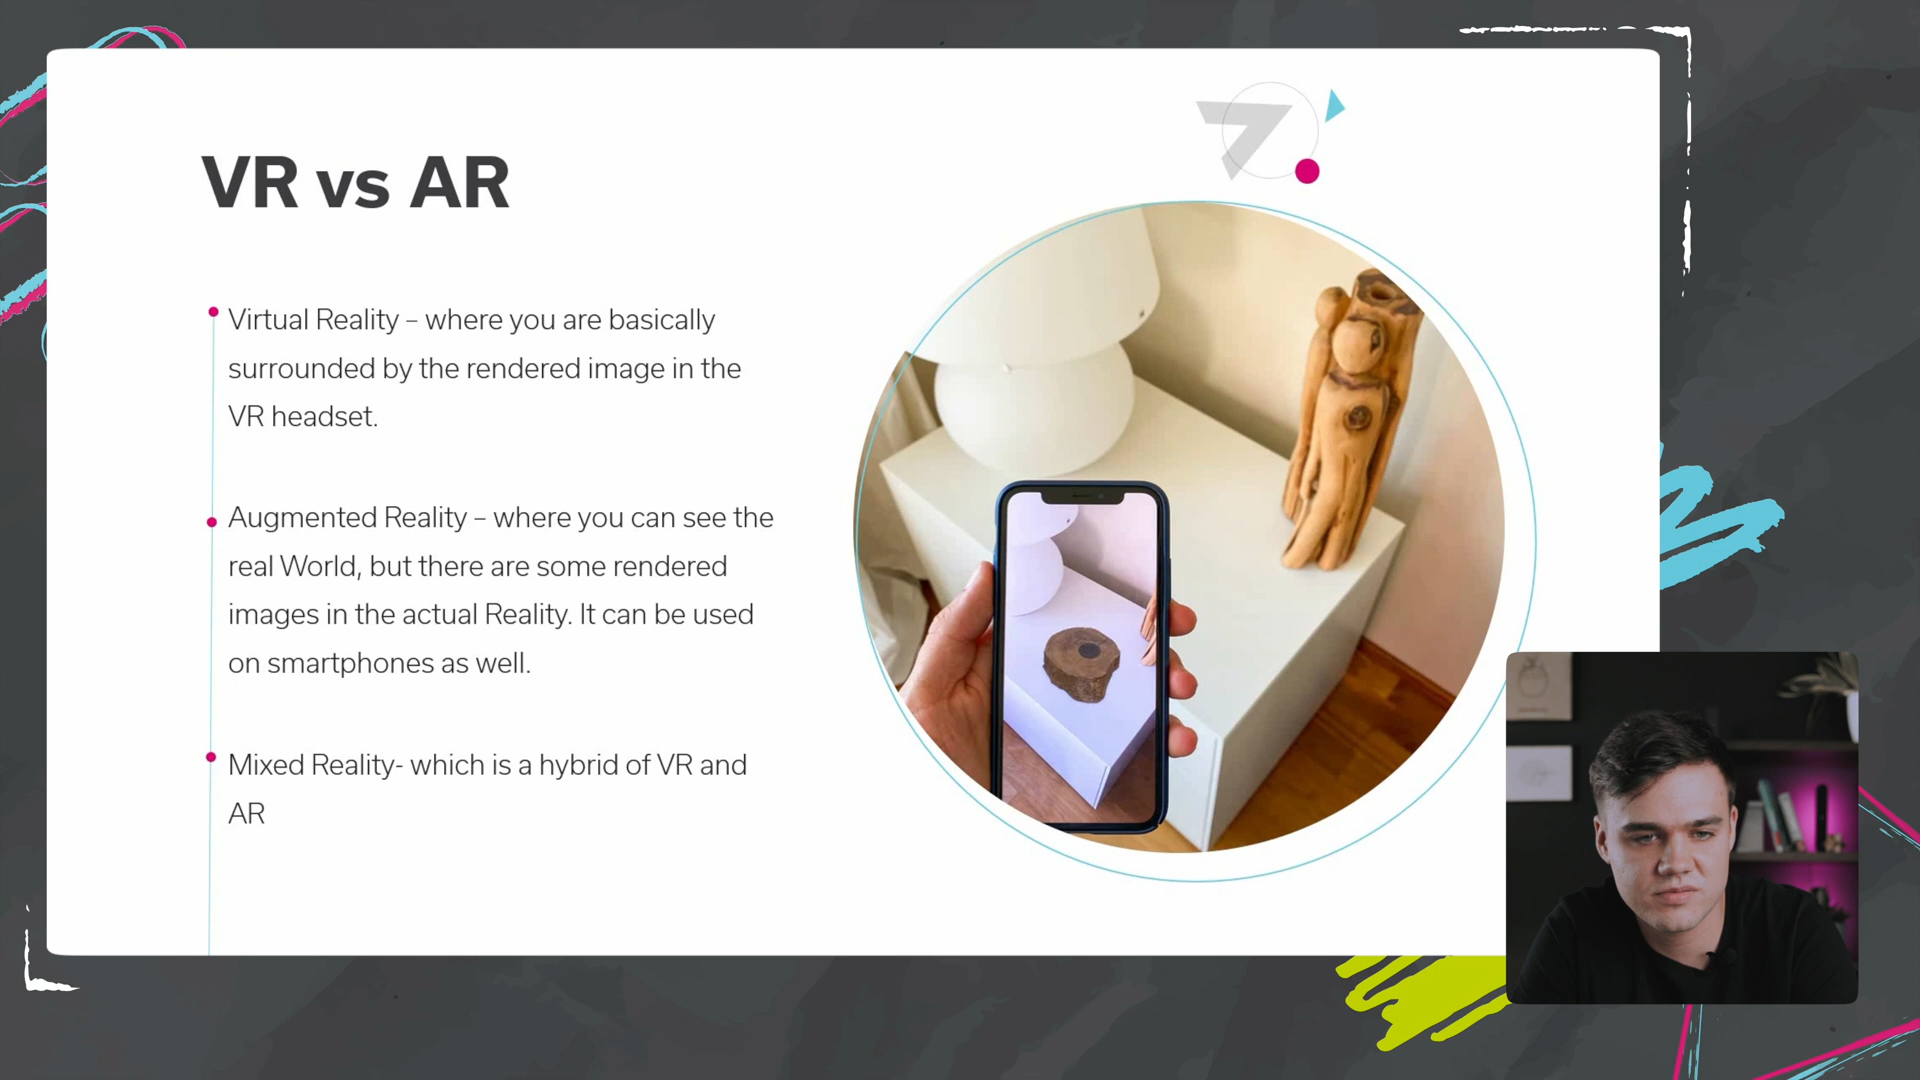 VR vs AR
Virtual Reality – where you are basically
surrounded by the rendered image in the
VR headset.
Augmented Reality – where you can see the
real World, but there are some rendered
images in the actual Reality. It can be used
on smartphones as well.
Mixed Reality- which is a hybrid of VR and
AR